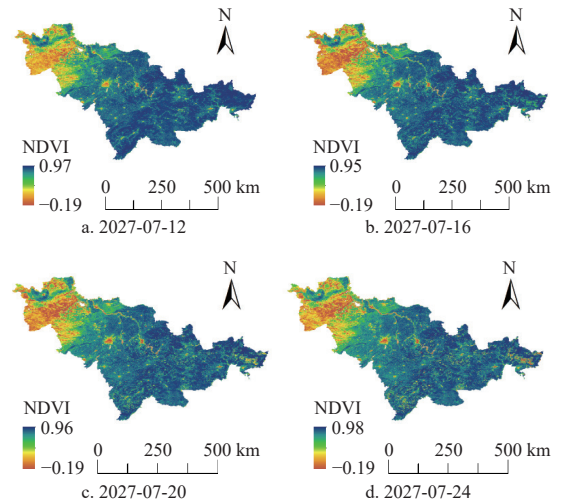 N
NDVI
0.97
−0.19
0 250 500 km
a. 2027-07-12
N
NDVI
0.95
−0.19
0 250 500 km
b. 2027-07-16
N
NDVI
0.96
−0.19
0 250 500 km
c. 2027-07-20
N
NDVI
0.98
−0.19
0 250 500 km
d. 2027-07-24